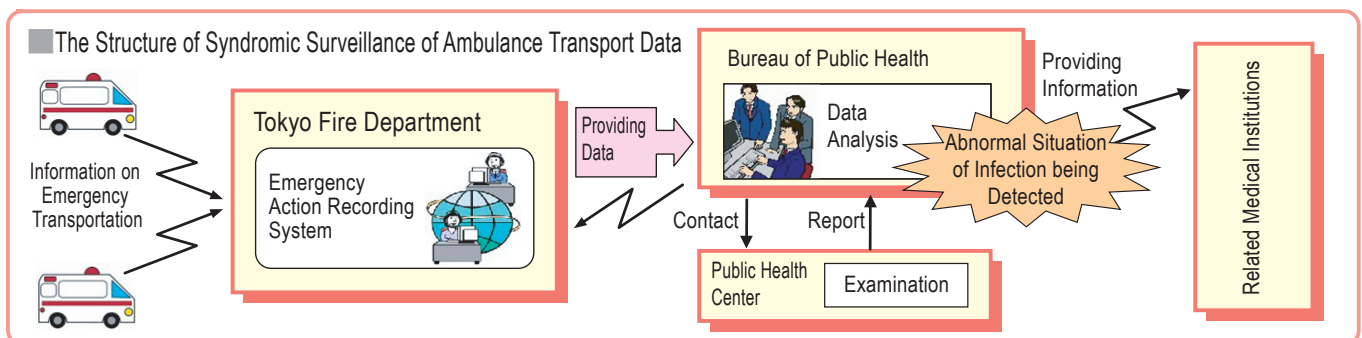 The Structure of Syndromic Surveillance of Ambulance Transport Data
Information on
Emergency
Transportation
Tokyo Fire Department
Emergency
Action Recording
System
Providing
Data
Bureau of Public Health
Data
Analysis
Abnormal Situation
of Infection being
Detected
Contact
Report
Public Health
Center
Examination
Providing
Information
Related Medical Institutions